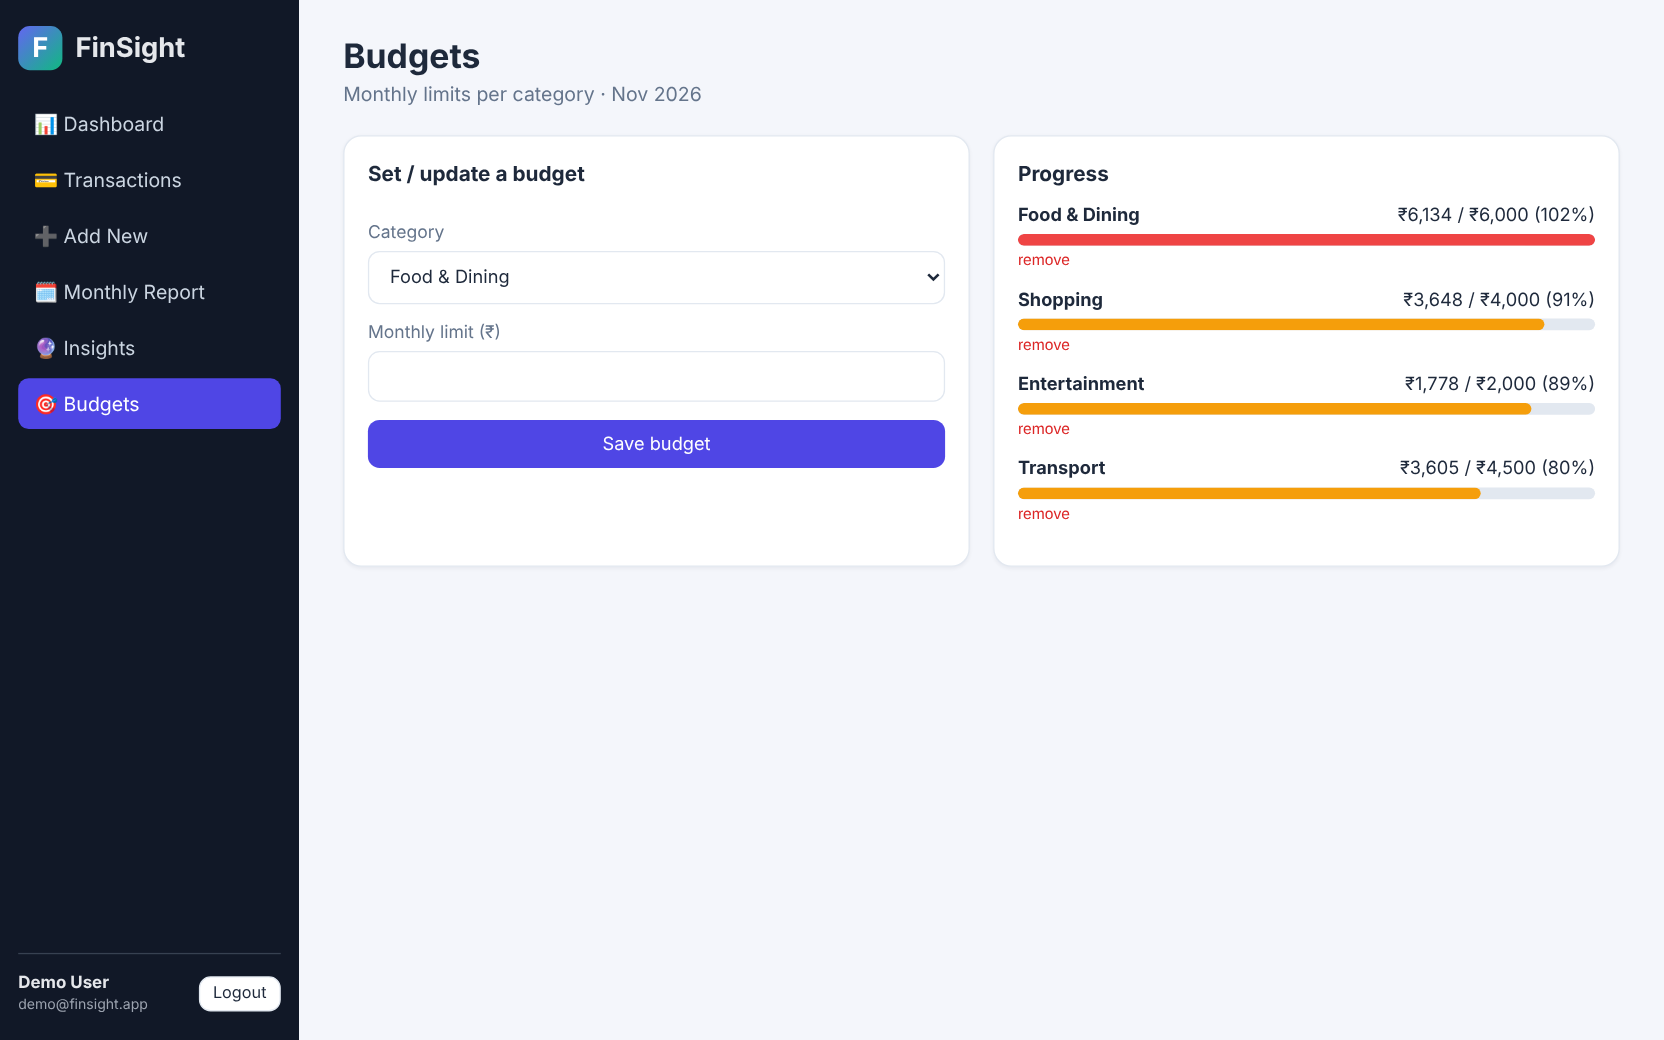 F FinSight
📊 Dashboard
💳 Transactions
➕ Add New
🗓️ Monthly Report
🔮 Insights
🎯 Budgets
Demo User
demo@finsight.app
Logout
Budgets
Monthly limits per category · Nov 2026
Set / update a budget
Category
Food & Dining
Monthly limit (₹)
Save budget
Progress
Food & Dining ₹6,134 / ₹6,000 (102%)
remove
Shopping ₹3,648 / ₹4,000 (91%)
remove
Entertainment ₹1,778 / ₹2,000 (89%)
remove
Transport ₹3,605 / ₹4,500 (80%)
remove